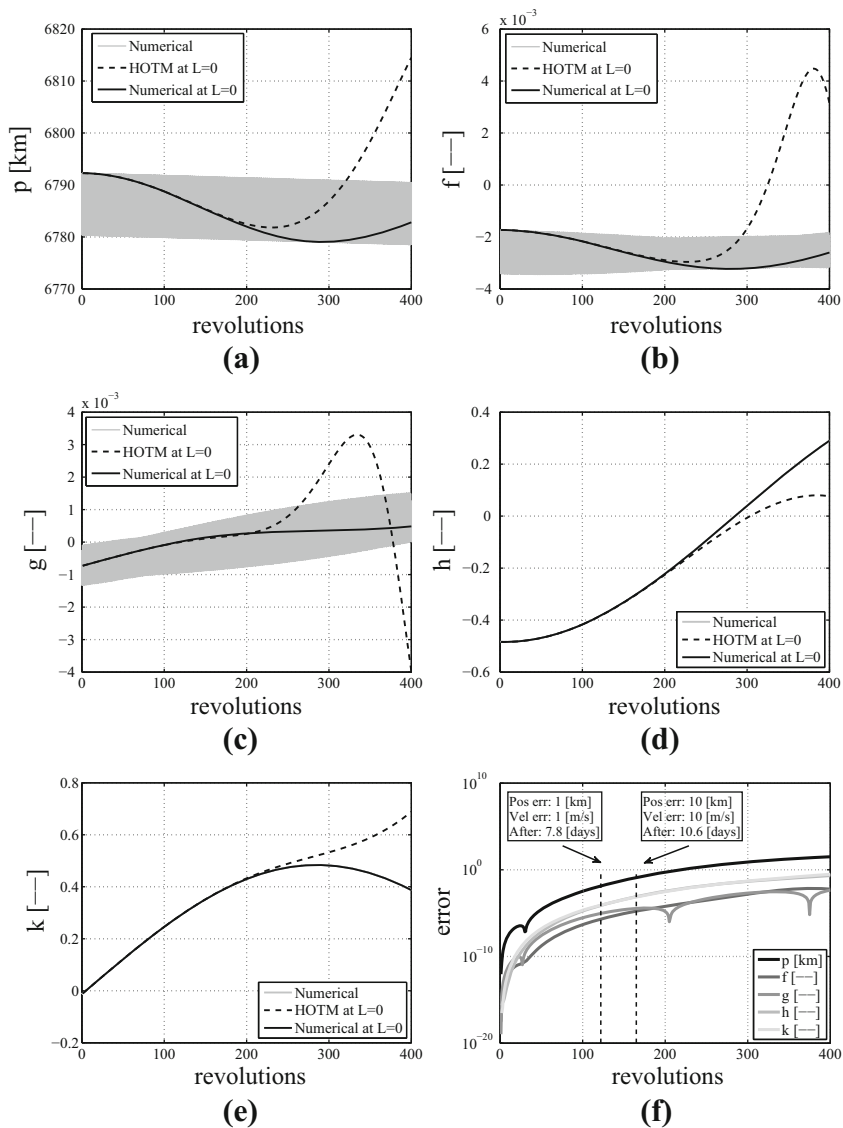 6820
6810
6800
6790
6780
6770
p [km]
Numerical
HOTM at L=0
Numerical at L=0
0
100
200
300
400
revolutions
(a)
x 10⁻³
6
4
2
0
−2
−4
f [−−]
Numerical
HOTM at L=0
Numerical at L=0
0
100
200
300
400
revolutions
(b)
x 10⁻³
4
3
2
1
0
−1
−2
−3
−4
g [−−]
Numerical
HOTM at L=0
Numerical at L=0
0
100
200
300
400
revolutions
(c)
0.4
0.2
0
−0.2
−0.4
−0.6
h [−−]
Numerical
HOTM at L=0
Numerical at L=0
0
100
200
300
400
revolutions
(d)
0.8
0.6
0.4
0.2
0
−0.2
k [−−]
Numerical
HOTM at L=0
Numerical at L=0
0
100
200
300
400
revolutions
(e)
10¹⁰
10⁰
10⁻¹⁰
10⁻²⁰
error
Pos err: 1 [km]
Vel err: 1 [m/s]
After: 7.8 [days]
Pos err: 10 [km]
Vel err: 10 [m/s]
After: 10.6 [days]
p [km]
f [−−]
g [−−]
h [−−]
k [−−]
0
100
200
300
400
revolutions
(f)